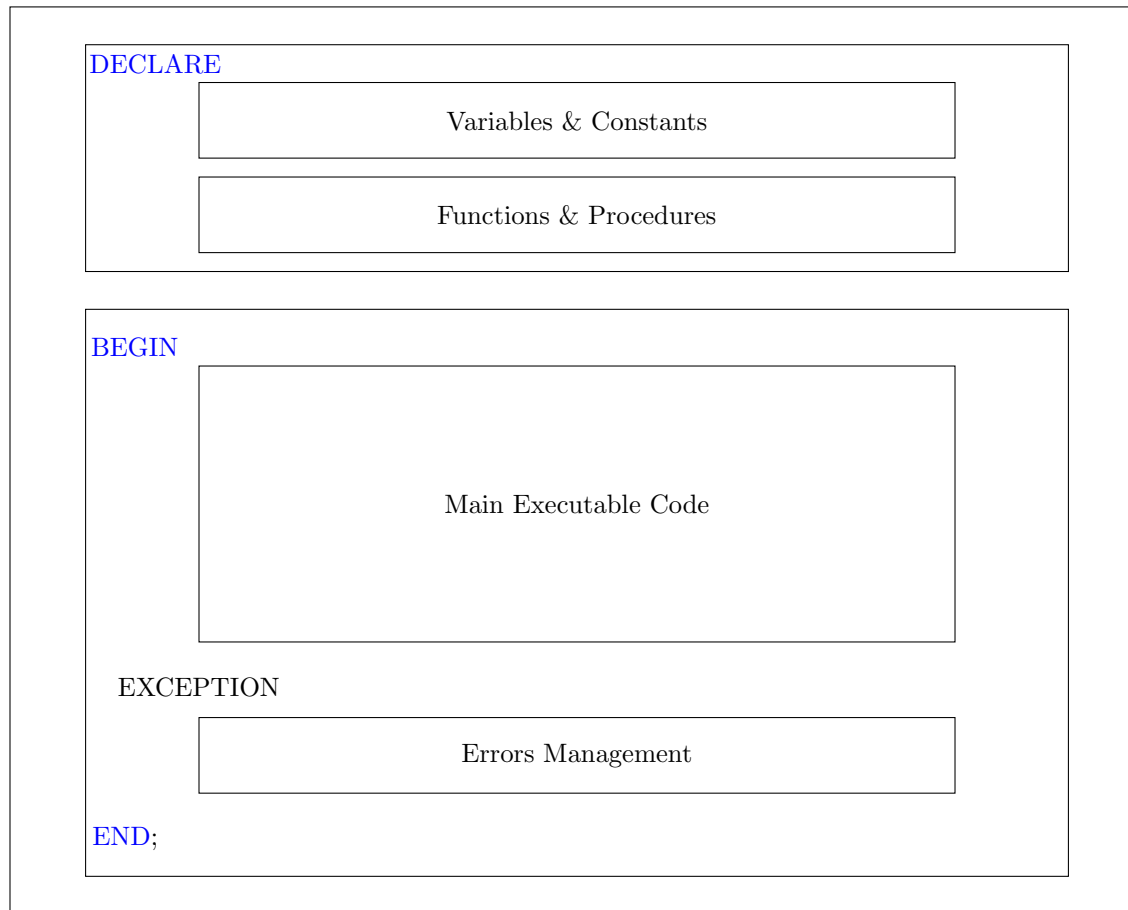 DECLARE
Variables & Constants
Functions & Procedures
BEGIN
Main Executable Code
EXCEPTION
Errors Management
END;